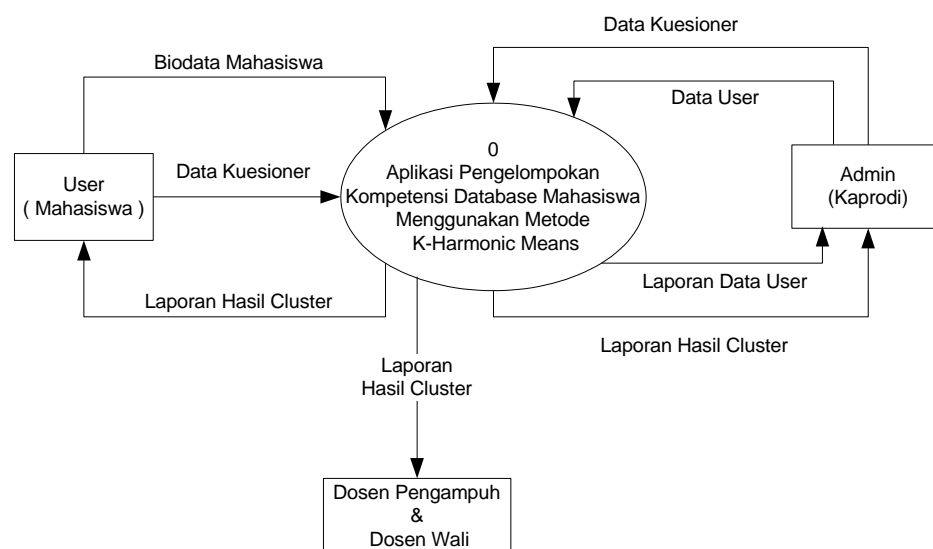 Data Kuesioner
Biodata Mahasiswa
Data User
0
Aplikasi Pengelompokan
Kompetensi Database Mahasiswa
Menggunakan Metode
K-Harmonic Means
User
( Mahasiswa )
Data Kuesioner
Admin
(Kaprodi)
Laporan Data User
Laporan Hasil Cluster
Laporan Hasil Cluster
Laporan
Hasil Cluster
Dosen Pengampuh
&
Dosen Wali